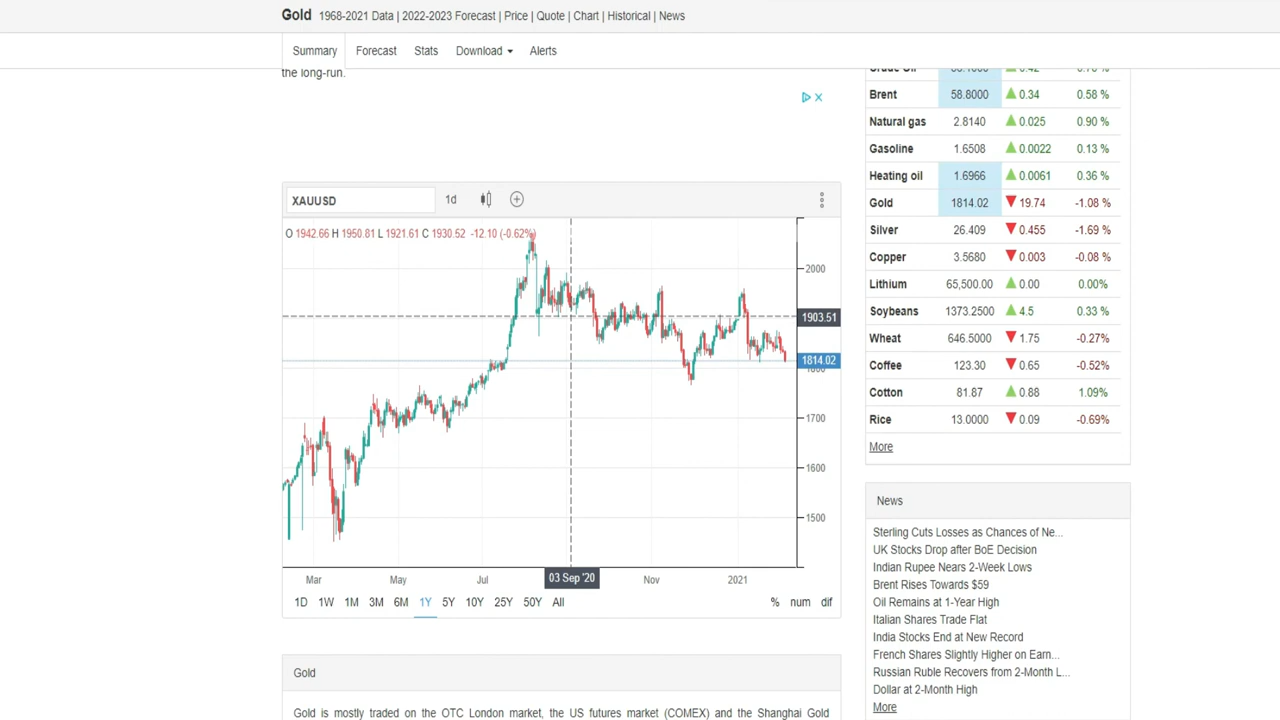 Gold 1968-2021 Data | 2022-2023 Forecast | Price | Quote | Chart | Historical | News
Summary Forecast Stats Download Alerts
the long-run.
XAUUSD 1d
O 1942.66 H 1950.81 L 1921.61 C 1930.52 -12.10 (-0.62%)
2000
1903.51
1814.02
1800
1700
1600
1500
Mar May Jul 03 Sep '20 Nov 2021
1D 1W 1M 3M 6M 1Y 5Y 10Y 25Y 50Y All % num dif
Gold
Gold is mostly traded on the OTC London market, the US futures market (COMEX) and the Shanghai Gold
Crude Oil 0.42
Brent 58.8000 0.34 0.58 %
Natural gas 2.8140 0.025 0.90 %
Gasoline 1.6508 0.0022 0.13 %
Heating oil 1.6966 0.0061 0.36 %
Gold 1814.02 19.74 -1.08 %
Silver 26.409 0.455 -1.69 %
Copper 3.5680 0.003 -0.08 %
Lithium 65,500.00 0.00 0.00%
Soybeans 1373.2500 4.5 0.33 %
Wheat 646.5000 1.75 -0.27%
Coffee 123.30 0.65 -0.52%
Cotton 81.87 0.88 1.09%
Rice 13.0000 0.09 -0.69%
More
News
Sterling Cuts Losses as Chances of Ne...
UK Stocks Drop after BoE Decision
Indian Rupee Nears 2-Week Lows
Brent Rises Towards $59
Oil Remains at 1-Year High
Italian Shares Trade Flat
India Stocks End at New Record
French Shares Slightly Higher on Earn...
Russian Ruble Recovers from 2-Month L...
Dollar at 2-Month High
More